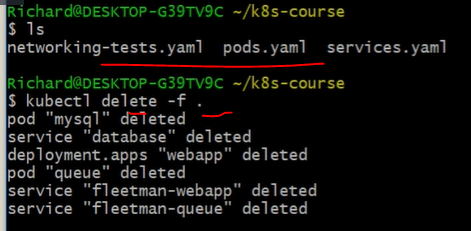 Richard@DESKTOP-G39TV9C ~/k8s-course
$ ls
networking-tests.yaml  pods.yaml  services.yaml
Richard@DESKTOP-G39TV9C ~/k8s-course
$ kubectl delete -f .
pod "mysql" deleted
service "database" deleted
deployment.apps "webapp" deleted
pod "queue" deleted
service "fleetman-webapp" deleted
service "fleetman-queue" deleted